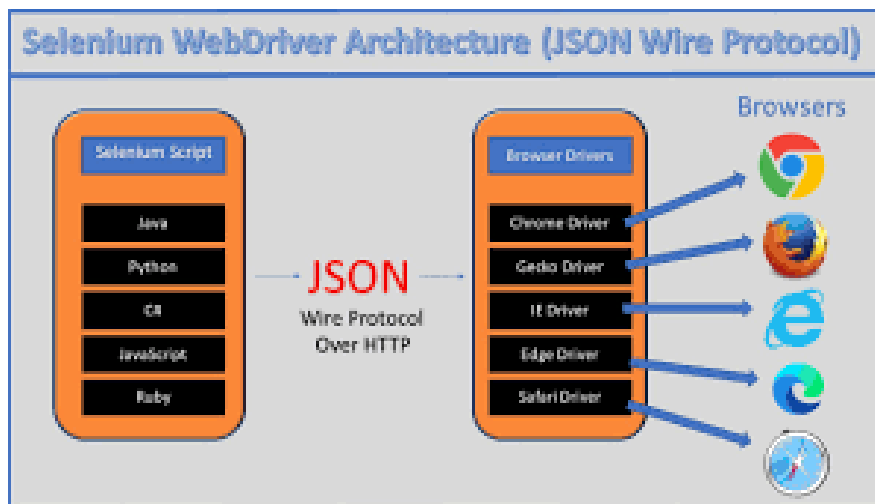 Selenium WebDriver Architecture (JSON Wire Protocol)
Browsers
Selenium Script
Java
Python
C#
JavaScript
Ruby
JSON
Wire Protocol
Over HTTP
Browser Drivers
Chrome Driver
Gecko Driver
IE Driver
Edge Driver
Safari Driver